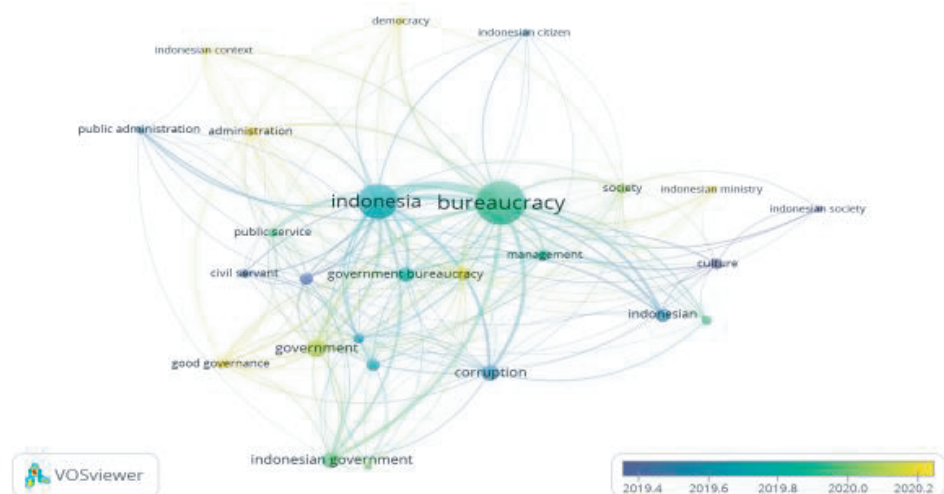 democracy
indonesian citizen
indonesian context
public administration
administration
indonesia
bureaucracy
society
indonesian ministry
indonesian society
public service
management
culture
civil servant
government bureaucracy
indonesian
government
good governance
corruption
indonesian government
VOSviewer
2019.4 2019.6 2019.8 2020.0 2020.2